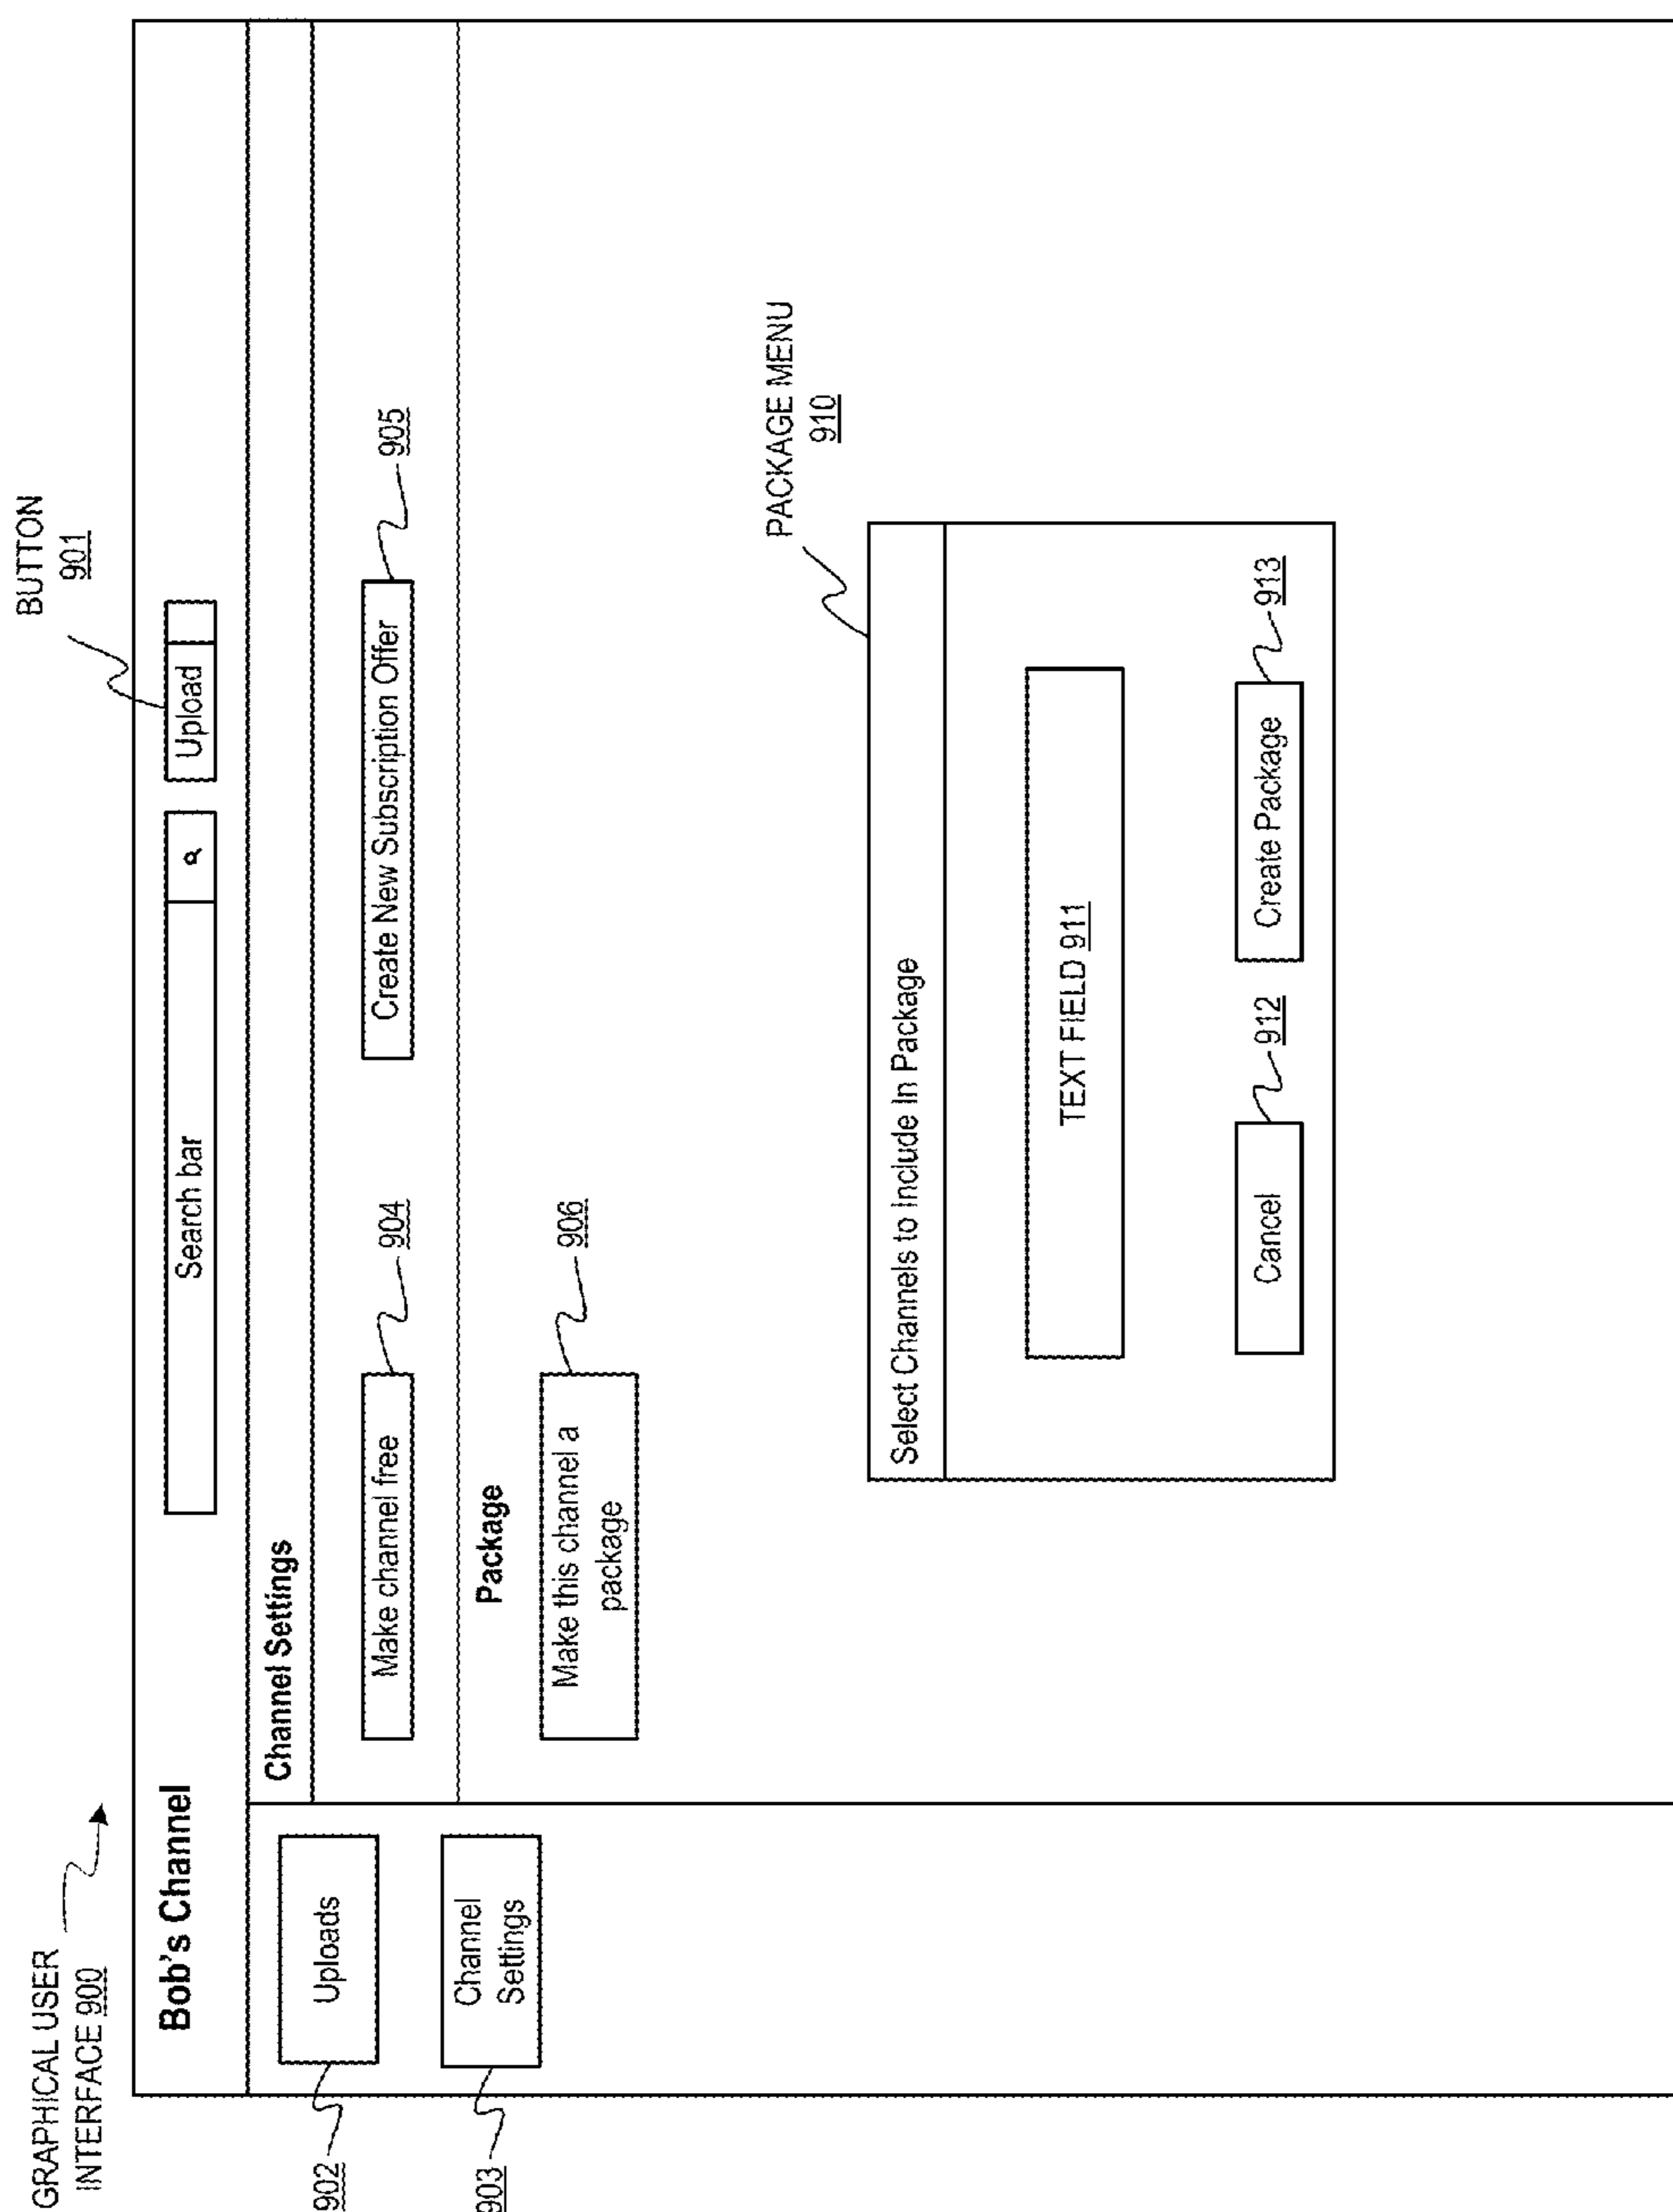 GRAPHICAL USER
INTERFACE 900
BUTTON
901
Bob's Channel
Search bar
Upload
902
Uploads
903
Channel
Settings
Channel Settings
Make channel free
904
Create New Subscription Offer
905
Package
Make this channel a
package
906
PACKAGE MENU
910
Select Channels to Include In Package
TEXT FIELD 911
Cancel
912
Create Package
913